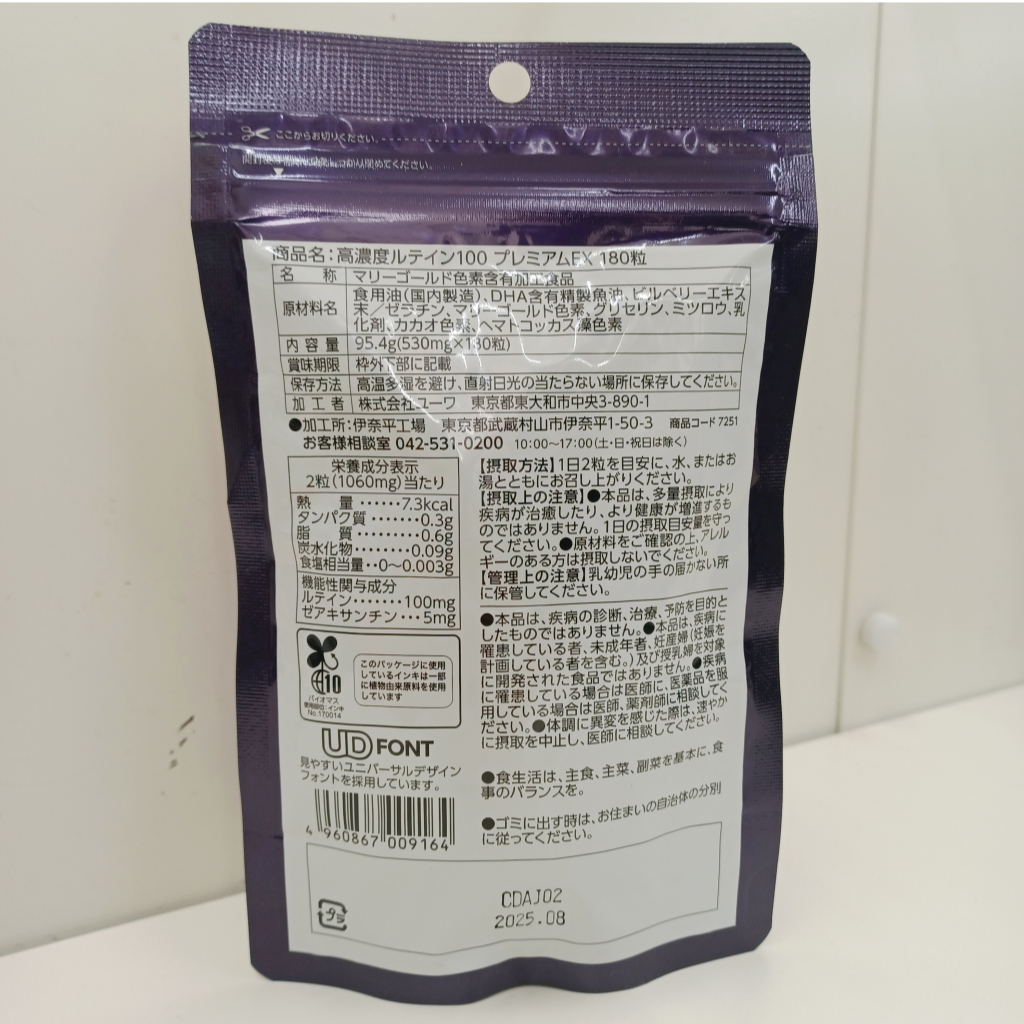 ここからお切りください。
めてください。
商品名：高濃度ルテイン100 プレミアムEX 180粒
名　称　マリーゴールド色素含有加工食品
原材料名　食用油(国内製造)、DHA含有精製魚油、ビルベリーエキス
末／ゼラチン、マリーゴールド色素、グリセリン、ミツロウ、乳
化剤、カカオ色素、ヘマトコッカス藻色素
内容量　95.4g(530mg×180粒)
賞味期限　枠外下部に記載
保存方法　高温多湿を避け、直射日光の当たらない場所に保存してください。
加工者　株式会社ユーワ　東京都東大和市中央3-890-1
●加工所：伊奈平工場　東京都武蔵村山市伊奈平1-50-3　商品コード 7251
お客様相談室 042-531-0200　10:00〜17:00(土・日・祝日は除く)
栄養成分表示
2粒(1060mg)当たり
熱　量……7.3kcal
タンパク質……0.3g
脂　質………0.6g
炭水化物………0.09g
食塩相当量‥0〜0.003g
機能性関与成分
ルテイン………100mg
ゼアキサンチン…5mg
【摂取方法】1日2粒を目安に、水、またはお
湯とともにお召し上がりください。
【摂取上の注意】●本品は、多量摂取により
疾病が治癒したり、より健康が増進するも
のではありません。1日の摂取目安量を守っ
てください。●原材料をご確認の上、アレル
ギーのある方は摂取しないでください。
【管理上の注意】乳幼児の手の届かない所
に保管してください。
●本品は、疾病の診断、治療、予防を目的と
したものではありません。●本品は、疾病に
罹患している者、未成年者、妊産婦(妊娠を
計画している者を含む。)及び授乳婦を対象
に開発された食品ではありません。●疾病
に罹患している場合は医師に、医薬品を服
用している場合は医師、薬剤師に相談してく
ださい。●体調に異変を感じた際は、速やか
に摂取を中止し、医師に相談してください。
●食生活は、主食、主菜、副菜を基本に、食
事のバランスを。
●ゴミに出す時は、お住まいの自治体の分別
に従ってください。
10
バイオマス
使用部位：インキ
No.170014
このパッケージに使用
しているインキは一部
に植物由来原料を使用
しています
UD FONT
見やすいユニバーサルデザイン
フォントを採用しています。
4 960867 009164
プラ
CDAJ02
2025.08